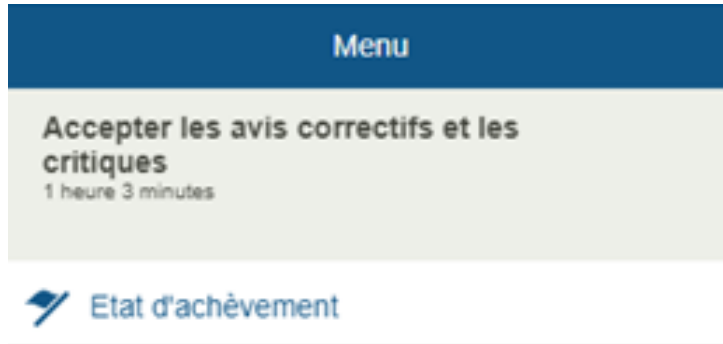 Menu
Accepter les avis correctifs et les
critiques
1 heure 3 minutes
Etat d'achèvement